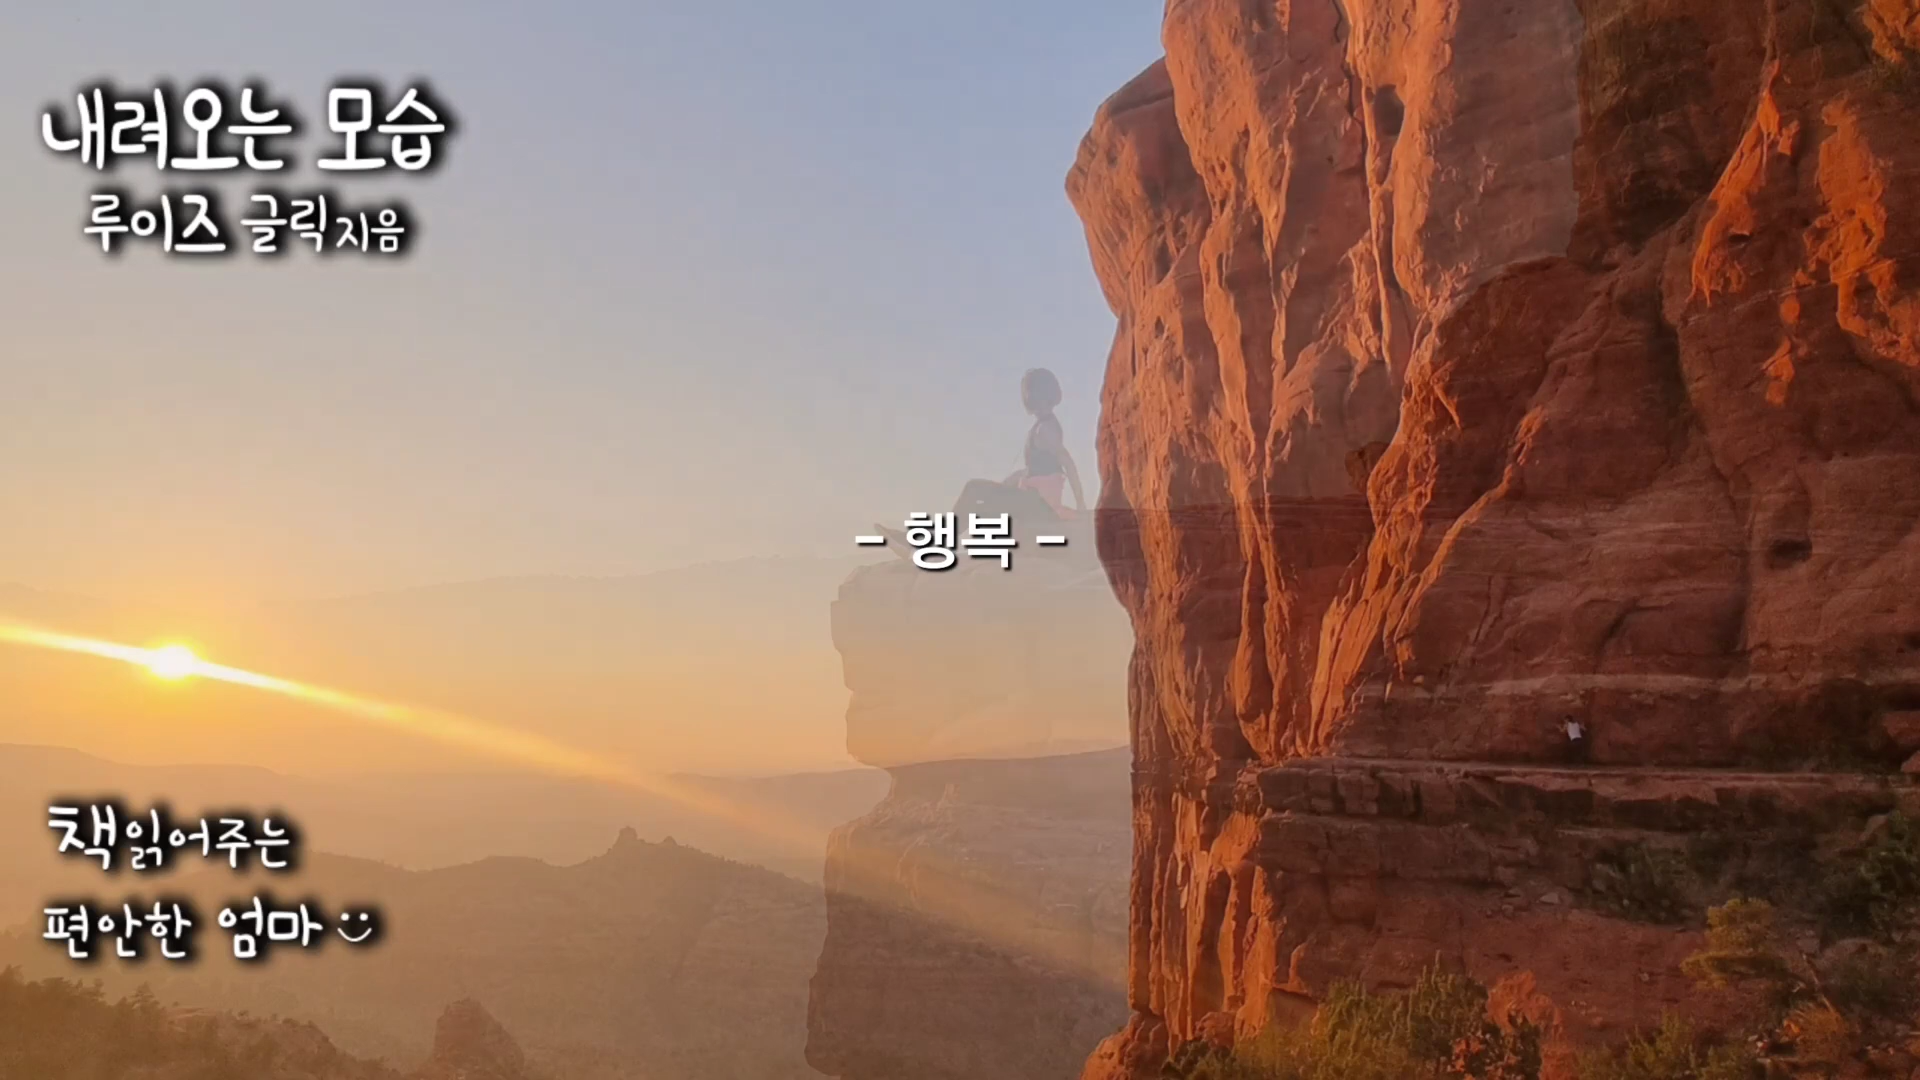 내려오는 모습
루이즈 글릭 지음
- 행복 -
책읽어주는
편안한 엄마